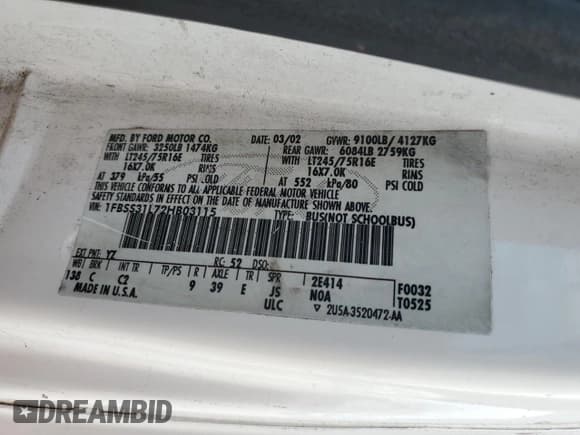 MFD. BY FORD MOTOR CO.
DATE: 03/02
GVWR: 9100LB/ 4127KG
FRONT GAWR: 3250LB 1474KG
REAR GAWR: 6084LB 2759KG
LT245/75R16E TIRES
LT245/75R16E TIRES
16X7.0K RIMS
16X7.0K RIMS
AT 379 kPa/55 PSI COLD
AT 552 kPa/80 PSI COLD
THIS VEHICLE CONFORMS TO ALL APPLICABLE FEDERAL MOTOR VEHICLE
SAFETY STANDARDS IN EFFECT ON THE DATE OF MANUFACTURE SHOWN ABOVE.
VIN: 1FBSS31L72HB03115
TYPE: BUS(NOT SCHOOLBUS)
EXT PNT: YZ
RC: 52 DSO:
WB BRK INT TR TP/PS R AXLE TR SPR
138 C C2 9 39 E JS
2E414
F0032
MADE IN U.S.A.
ULC
N0A
T0525
2USA-3520472-AA
DREAMBID